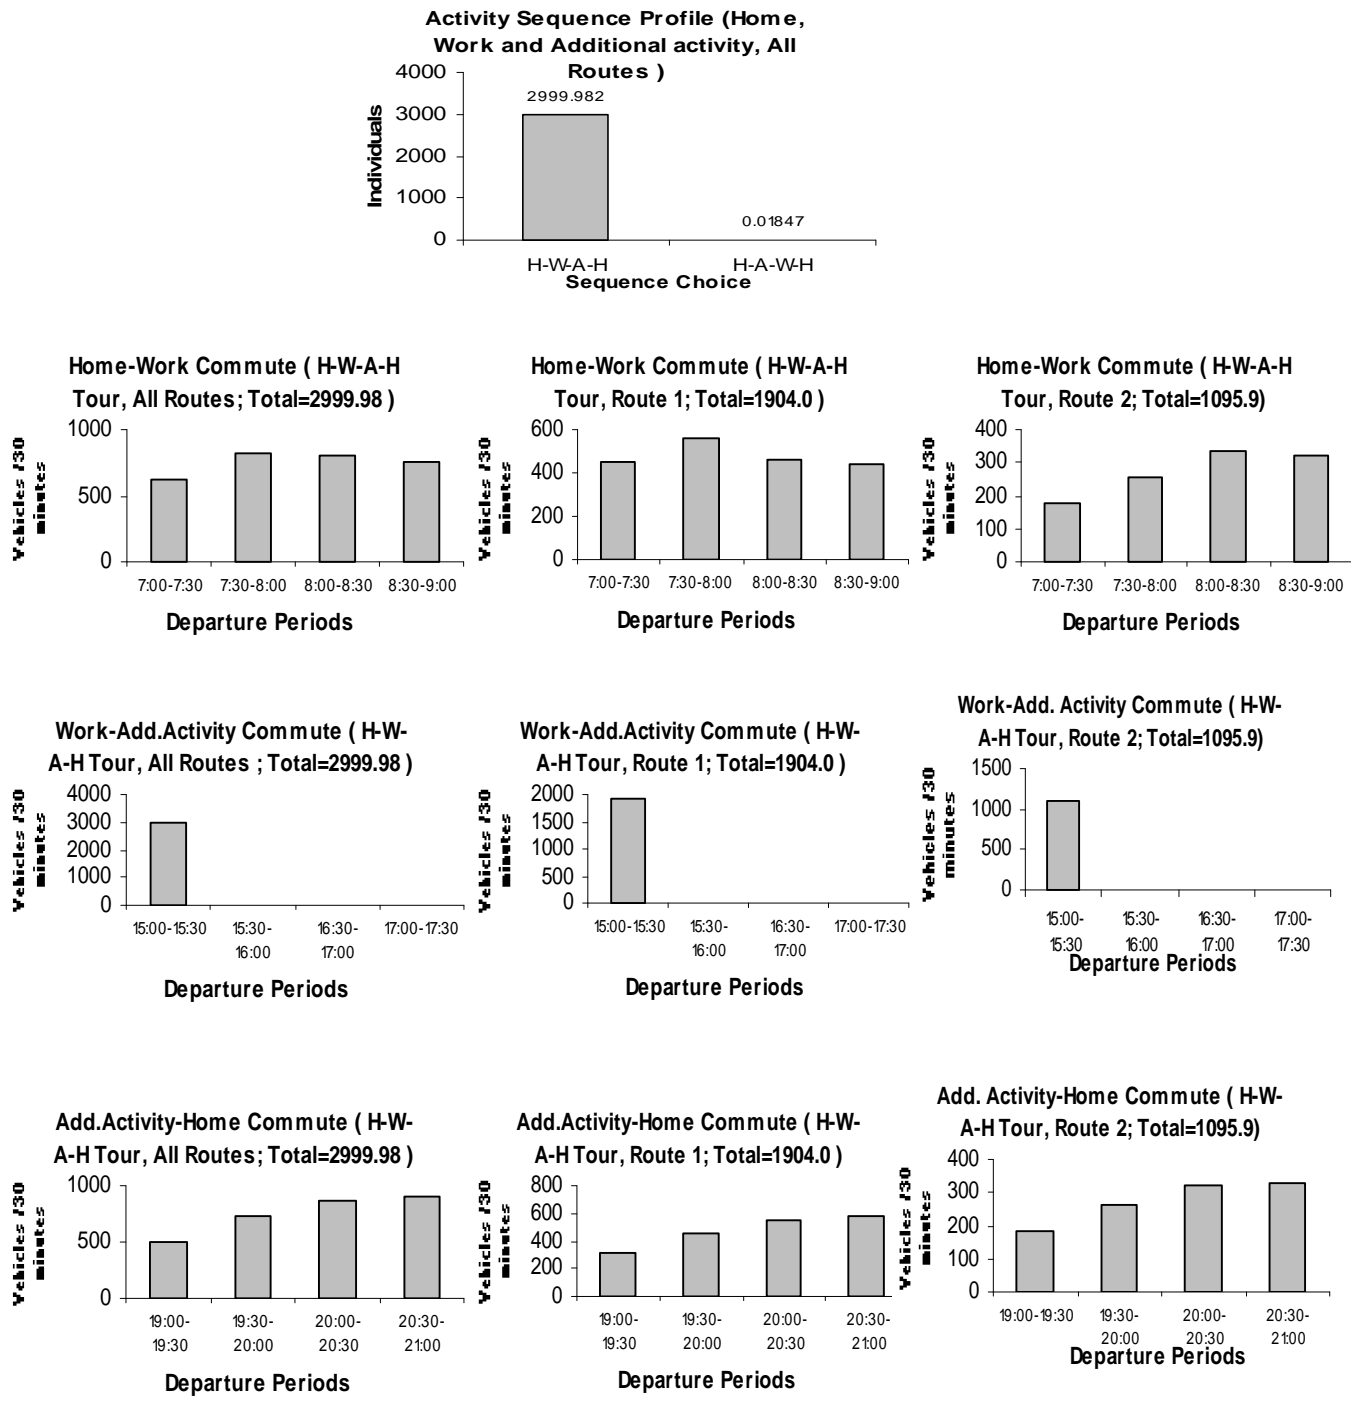 Activity Sequence Profile (Home,
Work and Additional activity, All
Routes )
4000
3000
2000
1000
0
Individuals
2999.982
0.01847
H-W-A-H
H-A-W-H
Sequence Choice
Home-Work Commute ( H-W-A-H
Tour, All Routes; Total=2999.98 )
Vehicles /30
minutes
1000
500
0
7:00-7:30
7:30-8:00
8:00-8:30
8:30-9:00
Departure Periods
Home-Work Commute ( H-W-A-H
Tour, Route 1; Total=1904.0 )
Vehicles /30
minutes
600
400
200
0
7:00-7:30
7:30-8:00
8:00-8:30
8:30-9:00
Departure Periods
Home-Work Commute ( H-W-A-H
Tour, Route 2; Total=1095.9)
Vehicles /30
minutes
400
300
200
100
0
7:00-7:30
7:30-8:00
8:00-8:30
8:30-9:00
Departure Periods
Work-Add.Activity Commute ( H-W-
A-H Tour, All Routes ; Total=2999.98 )
Vehicles /30
minutes
4000
3000
2000
1000
0
15:00-15:30
15:30-
16:00
16:30-
17:00
17:00-17:30
Departure Periods
Work-Add.Activity Commute ( H-W-
A-H Tour, Route 1; Total=1904.0 )
Vehicles /30
minutes
2000
1500
1000
500
0
15:00-15:30
15:30-
16:00
16:30-
17:00
17:00-17:30
Departure Periods
Work-Add. Activity Commute ( H-W-
A-H Tour, Route 2; Total=1095.9)
Vehicles /30
minutes
1500
1000
500
0
15:00-
15:30
15:30-
16:00
16:30-
17:00
17:00-
17:30
Departure Periods
Add.Activity-Home Commute ( H-W-
A-H Tour, All Routes; Total=2999.98 )
Vehicles /30
minutes
1000
500
0
19:00-
19:30
19:30-
20:00
20:00-
20:30
20:30-
21:00
Departure Periods
Add.Activity-Home Commute ( H-W-
A-H Tour, Route 1; Total=1904.0 )
Vehicles /30
minutes
800
600
400
200
0
19:00-
19:30
19:30-
20:00
20:00-
20:30
20:30-
21:00
Departure Periods
Add. Activity-Home Commute ( H-W-
A-H Tour, Route 2; Total=1095.9)
Vehicles /30
minutes
400
300
200
100
0
19:00-19:30
19:30-
20:00
20:00-
20:30
20:30-
21:00
Departure Periods